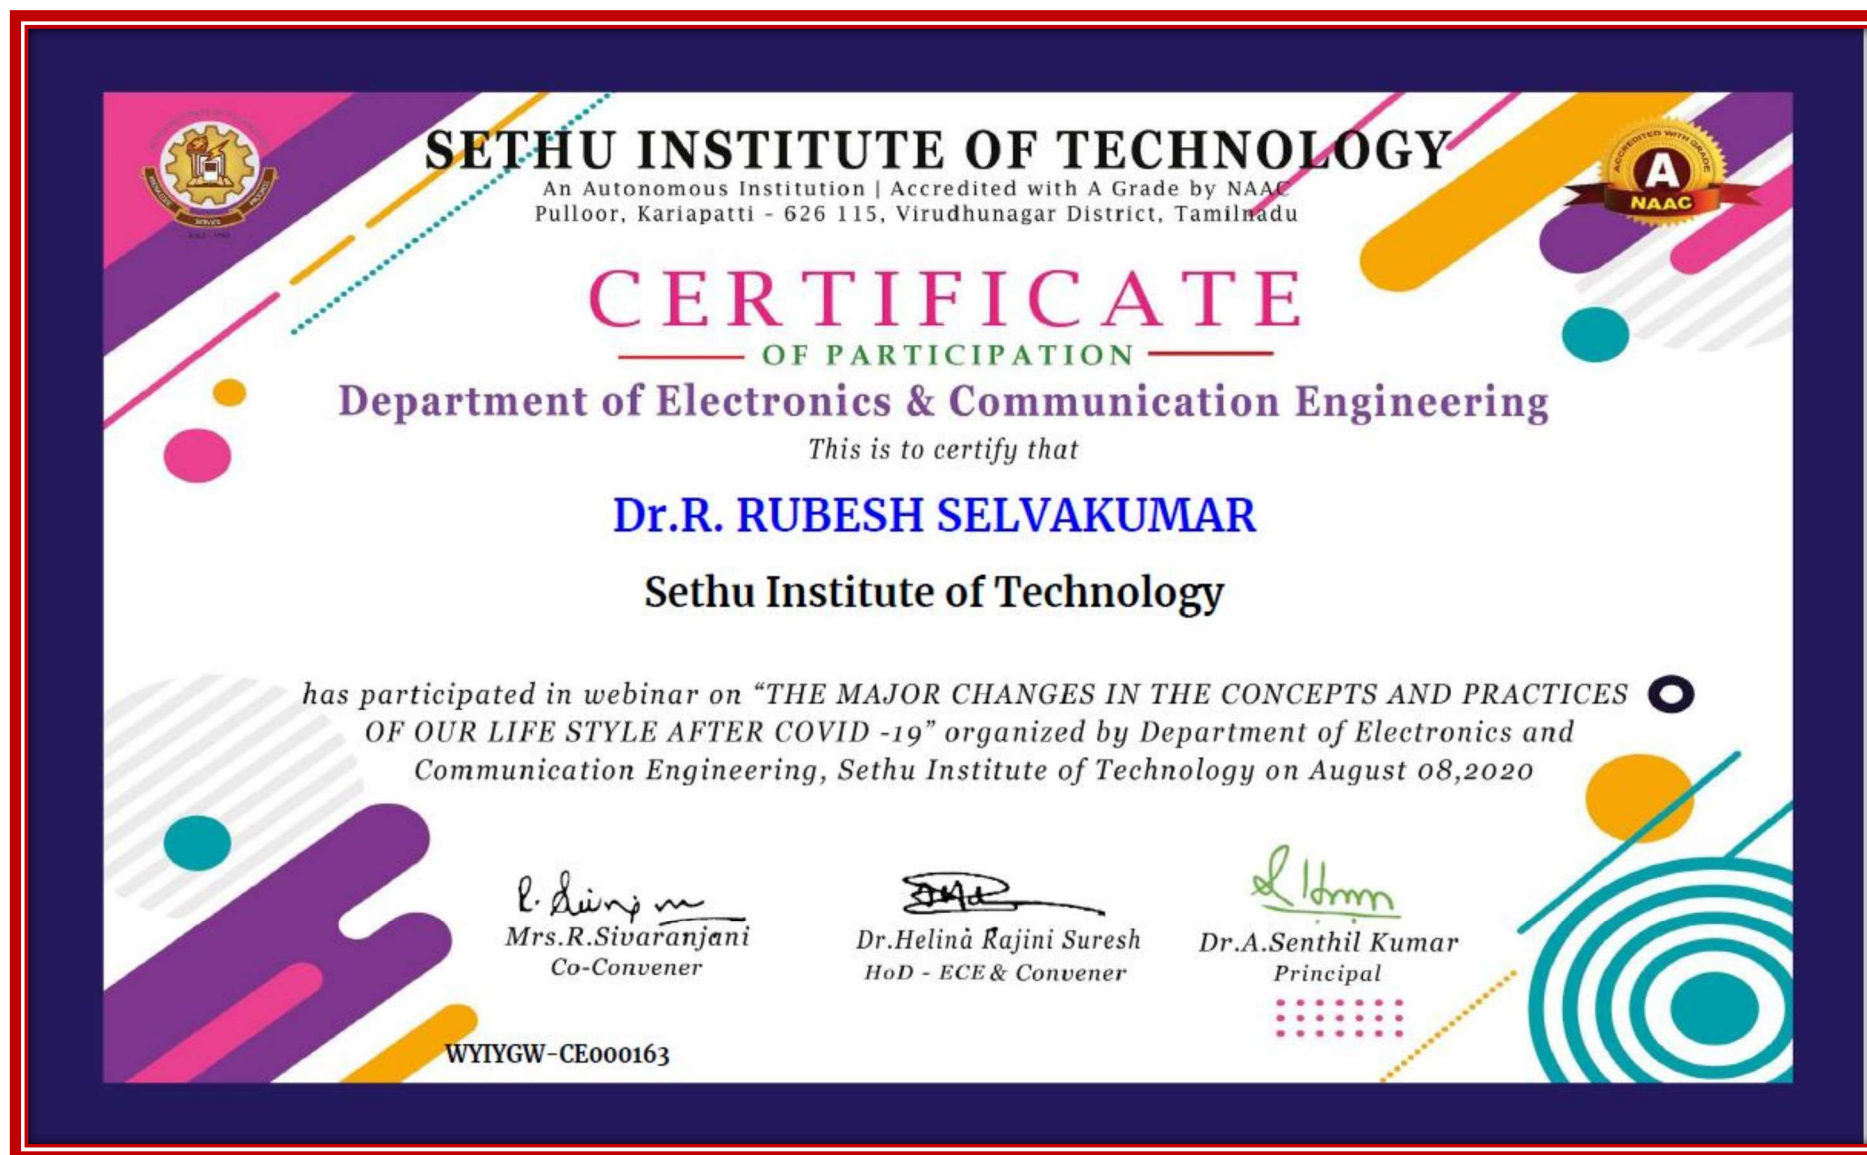 SETHU INSTITUTE OF TECHNOLOGY
An Autonomous Institution | Accredited with A Grade by NAAC
Pulloor, Kariapatti - 626 115, Virudhunagar District, Tamilnadu
ACCREDITED WITH GRADE
A
NAAC
CERTIFICATE
OF PARTICIPATION
Department of Electronics & Communication Engineering
This is to certify that
Dr.R. RUBESH SELVAKUMAR
Sethu Institute of Technology
has participated in webinar on “THE MAJOR CHANGES IN THE CONCEPTS AND PRACTICES
OF OUR LIFE STYLE AFTER COVID -19” organized by Department of Electronics and
Communication Engineering, Sethu Institute of Technology on August 08,2020
Mrs.R.Sivaranjani
Co-Convener
Dr.Helina Rajini Suresh
HoD - ECE & Convener
Dr.A.Senthil Kumar
Principal
WYIYGW-CE000163